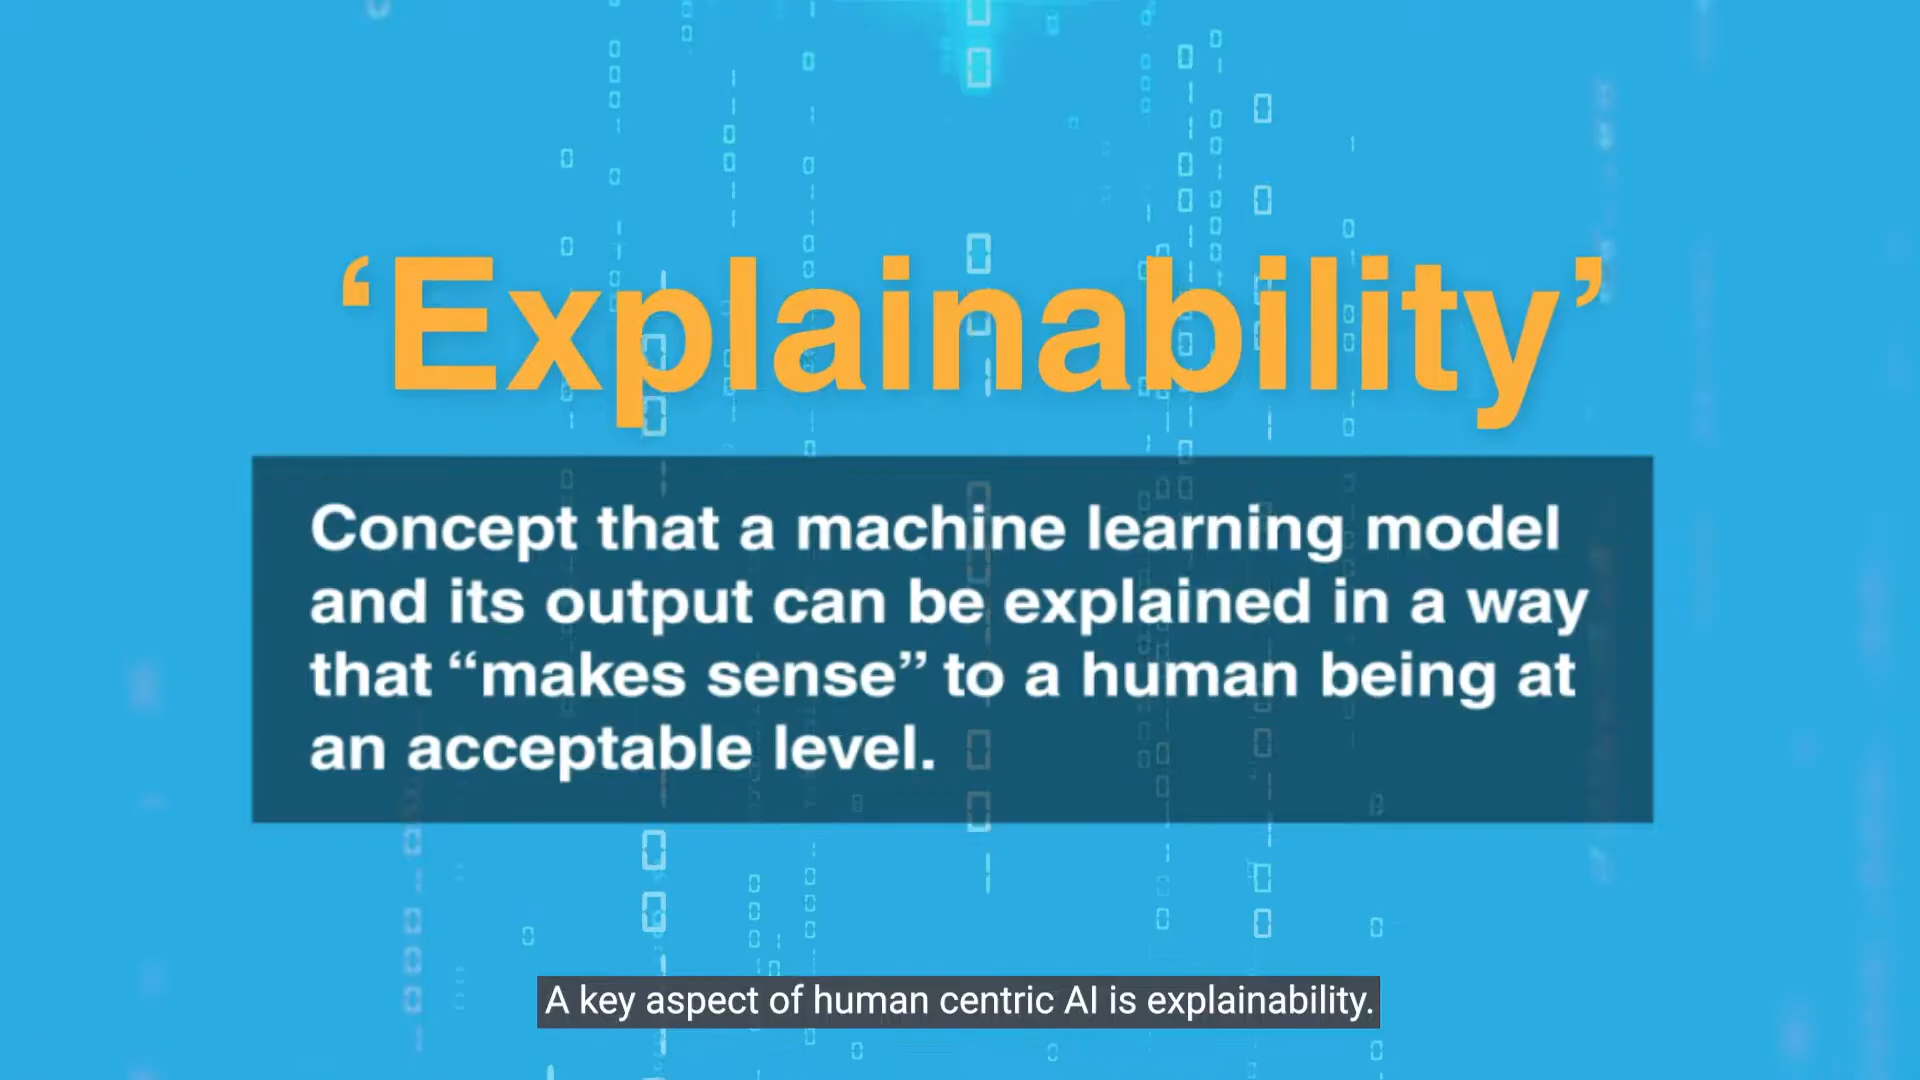 ‘Explainability’
Concept that a machine learning model
and its output can be explained in a way
that “makes sense” to a human being at
an acceptable level.
A key aspect of human centric AI is explainability.